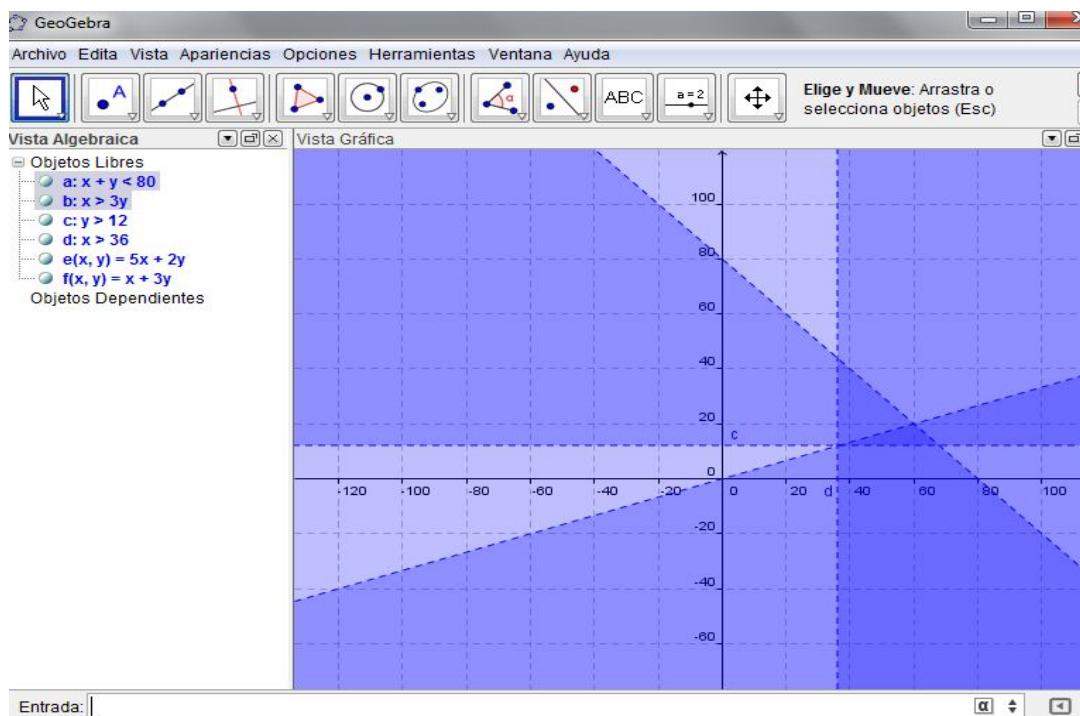 GeoGebra
Archivo Edita Vista Apariencias Opciones Herramientas Ventana Ayuda
A
α
ABC
a=2
Elige y Mueve: Arrastra o
selecciona objetos (Esc)
Vista Algebraica
Vista Gráfica
Objetos Libres
a: x + y < 80
b: x > 3y
c: y > 12
d: x > 36
e(x, y) = 5x + 2y
f(x, y) = x + 3y
Objetos Dependientes
100
80
60
40
20
c
0
-120 -100 -80 -60 -40 -20 0 20 d 40 60 80 100
-20
-40
-60
Entrada:
α